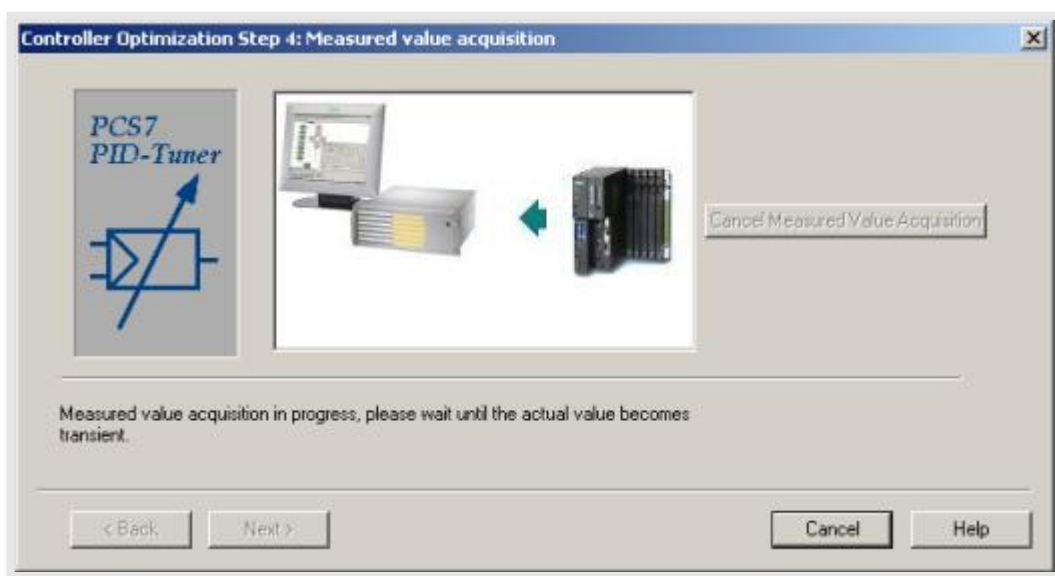 Controller Optimization Step 4: Measured value acquisition
PCS7
PID-Tuner
Cancel Measured Value Acquisition
Measured value acquisition in progress, please wait until the actual value becomes
transient.
< Back
Next >
Cancel
Help